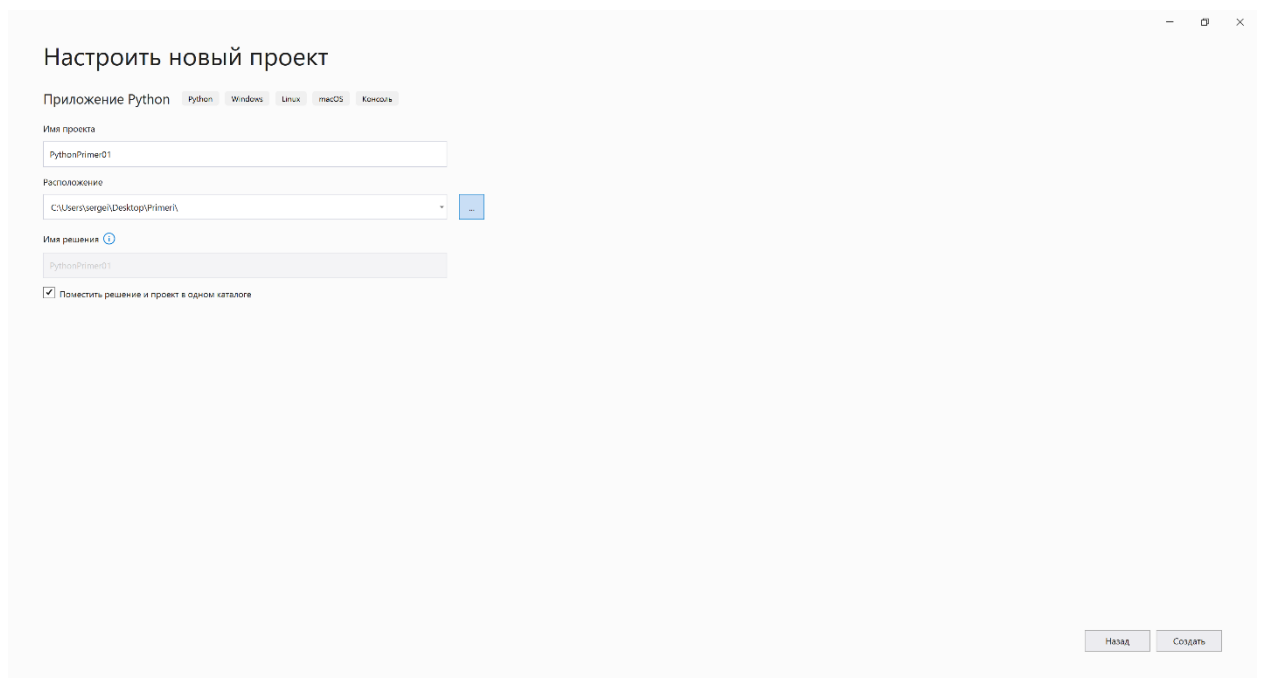 Настроить новый проект
Приложение Python Python Windows Linux macOS Консоль
Имя проекта
PythonPrimer01
Расположение
C:\Users\sergei\Desktop\Primeri\
...
Имя решения
PythonPrimer01
Поместить решение и проект в одном каталоге
Назад Создать